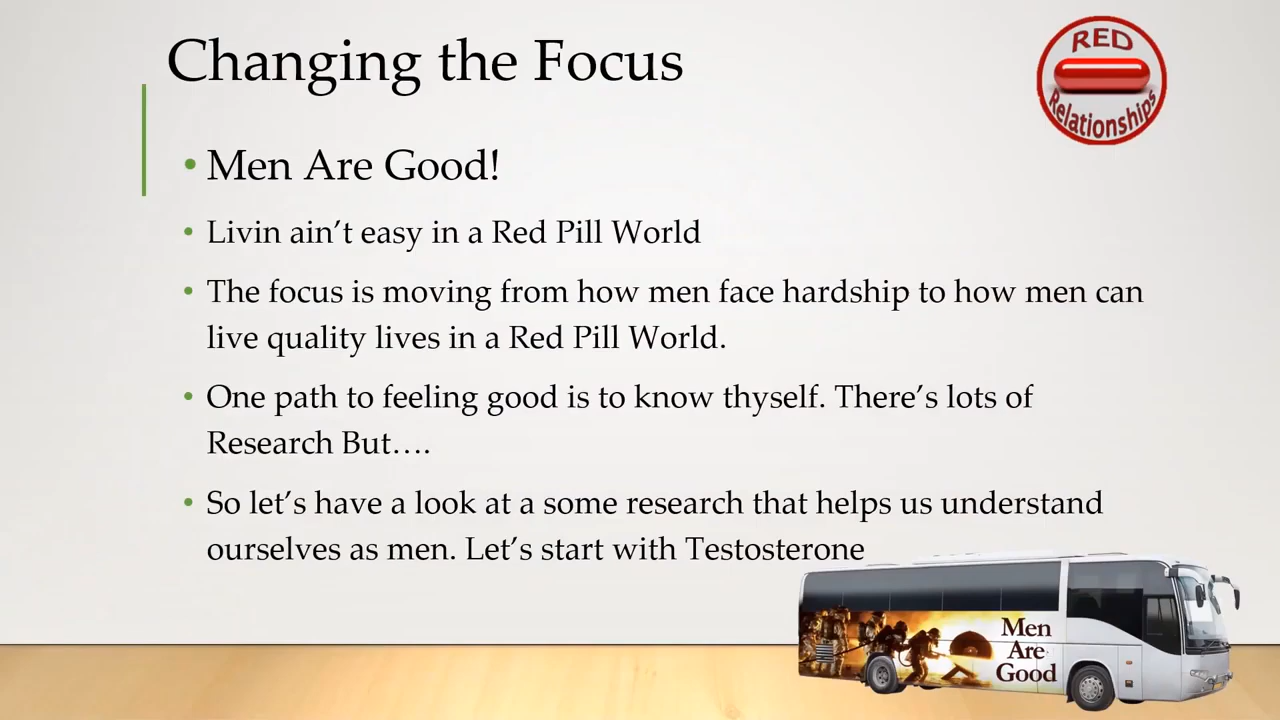 Changing the Focus
RED
Relationships
• Men Are Good!
• Livin ain’t easy in a Red Pill World
• The focus is moving from how men face hardship to how men can
live quality lives in a Red Pill World.
• One path to feeling good is to know thyself. There’s lots of
Research But….
• So let’s have a look at a some research that helps us understand
ourselves as men. Let’s start with Testosterone
Men
Are
Good